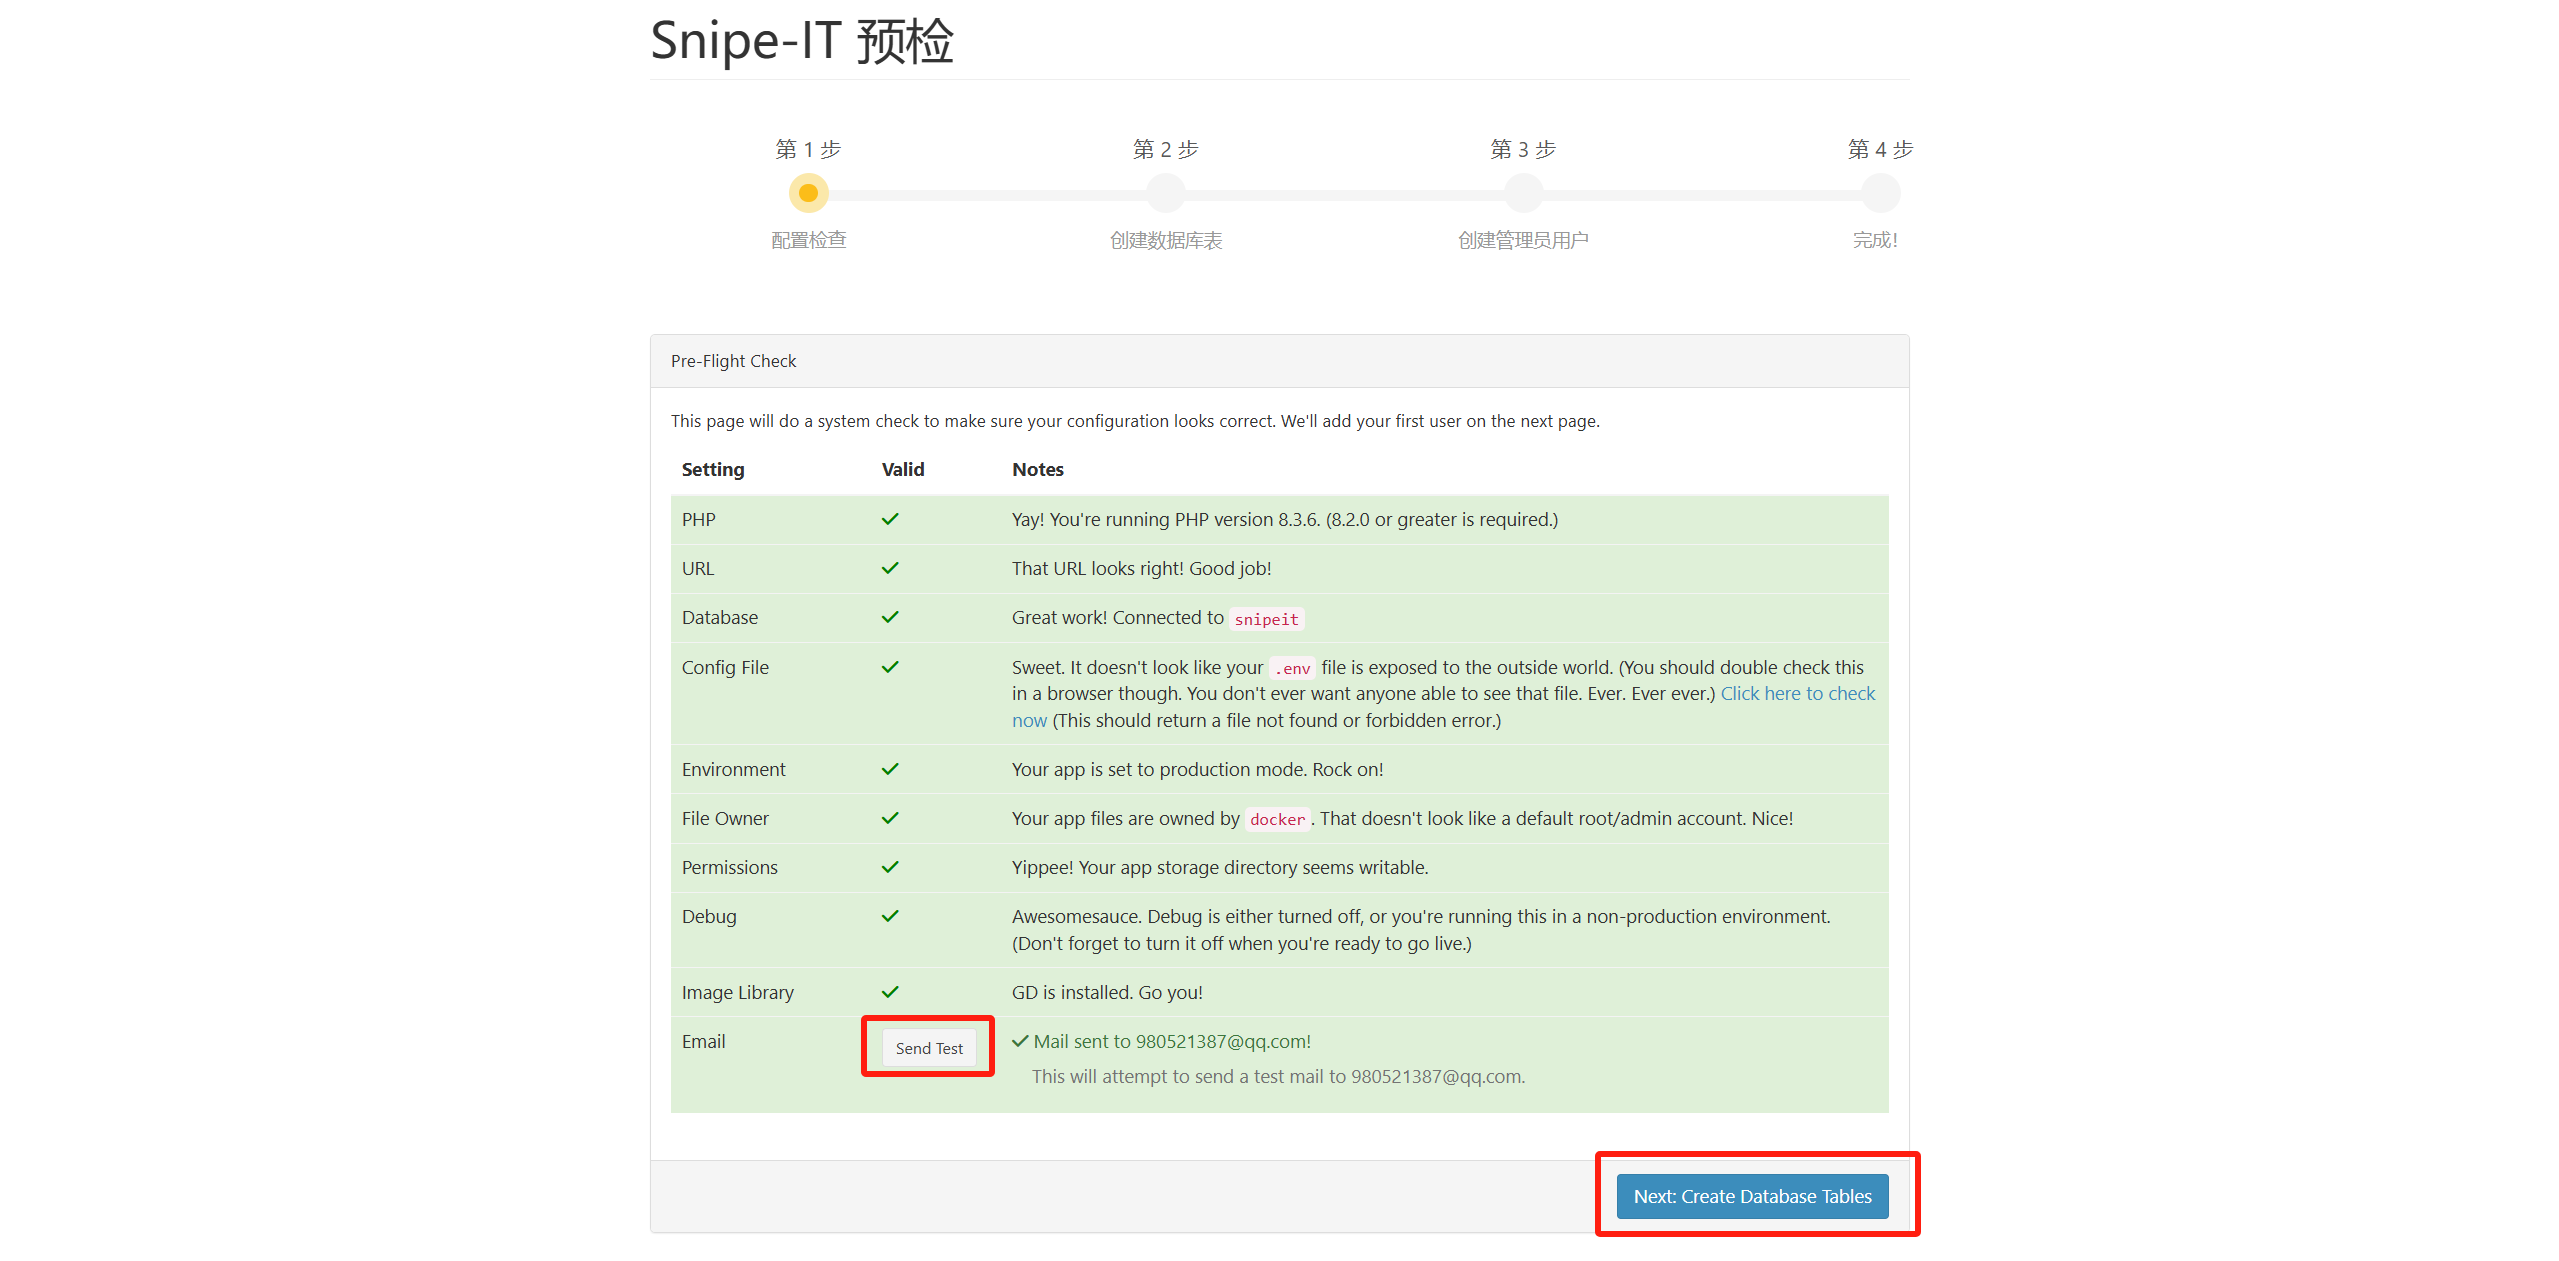 Snipe-IT 预检
第 1 步
第 2 步
第 3 步
第 4 步
配置检查
创建数据库表
创建管理员用户
完成!
Pre-Flight Check
This page will do a system check to make sure your configuration looks correct. We'll add your first user on the next page.
Setting Valid Notes
PHP Yay! You're running PHP version 8.3.6. (8.2.0 or greater is required.)
URL That URL looks right! Good job!
Database Great work! Connected to snipeit
Config File Sweet. It doesn't look like your .env file is exposed to the outside world. (You should double check this
in a browser though. You don't ever want anyone able to see that file. Ever. Ever ever.) Click here to check
now (This should return a file not found or forbidden error.)
Environment Your app is set to production mode. Rock on!
File Owner Your app files are owned by docker. That doesn't look like a default root/admin account. Nice!
Permissions Yippee! Your app storage directory seems writable.
Debug Awesomesauce. Debug is either turned off, or you're running this in a non-production environment.
(Don't forget to turn it off when you're ready to go live.)
Image Library GD is installed. Go you!
Email Send Test Mail sent to 980521387@qq.com!
This will attempt to send a test mail to 980521387@qq.com.
Next: Create Database Tables